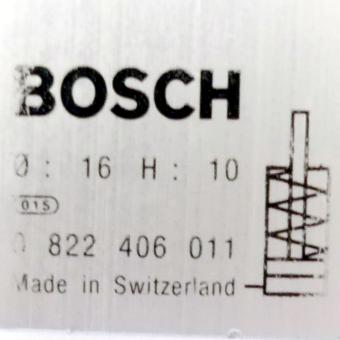 BOSCH
Ø: 16 H: 10
015
0 822 406 011
Made in Switzerland